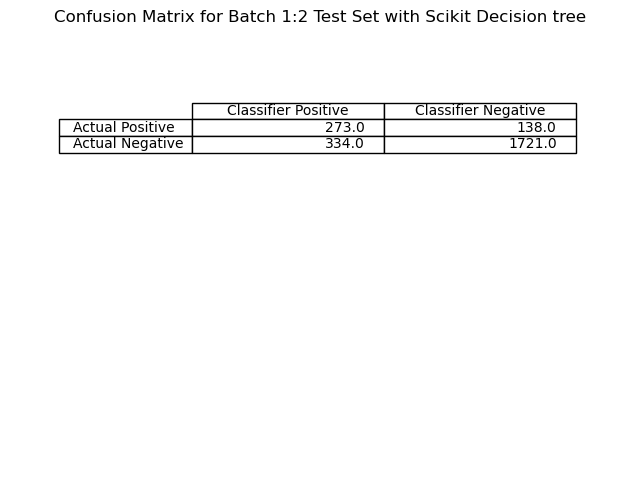 Confusion Matrix for Batch 1:2 Test Set with Scikit Decision tree
Classifier Positive Classifier Negative
Actual Positive 273.0 138.0
Actual Negative 334.0 1721.0